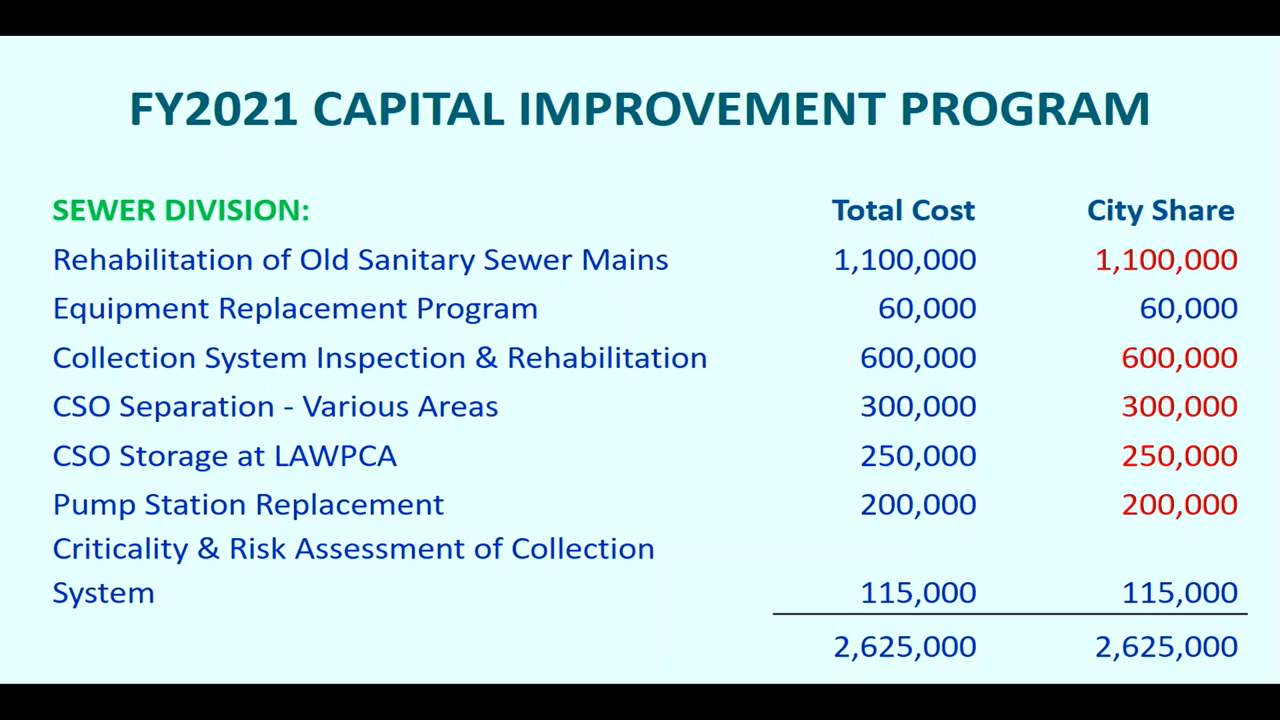 FY2021 CAPITAL IMPROVEMENT PROGRAM
SEWER DIVISION: Total Cost City Share
Rehabilitation of Old Sanitary Sewer Mains 1,100,000 1,100,000
Equipment Replacement Program 60,000 60,000
Collection System Inspection & Rehabilitation 600,000 600,000
CSO Separation - Various Areas 300,000 300,000
CSO Storage at LAWPCA 250,000 250,000
Pump Station Replacement 200,000 200,000
Criticality & Risk Assessment of Collection
System 115,000 115,000
2,625,000 2,625,000